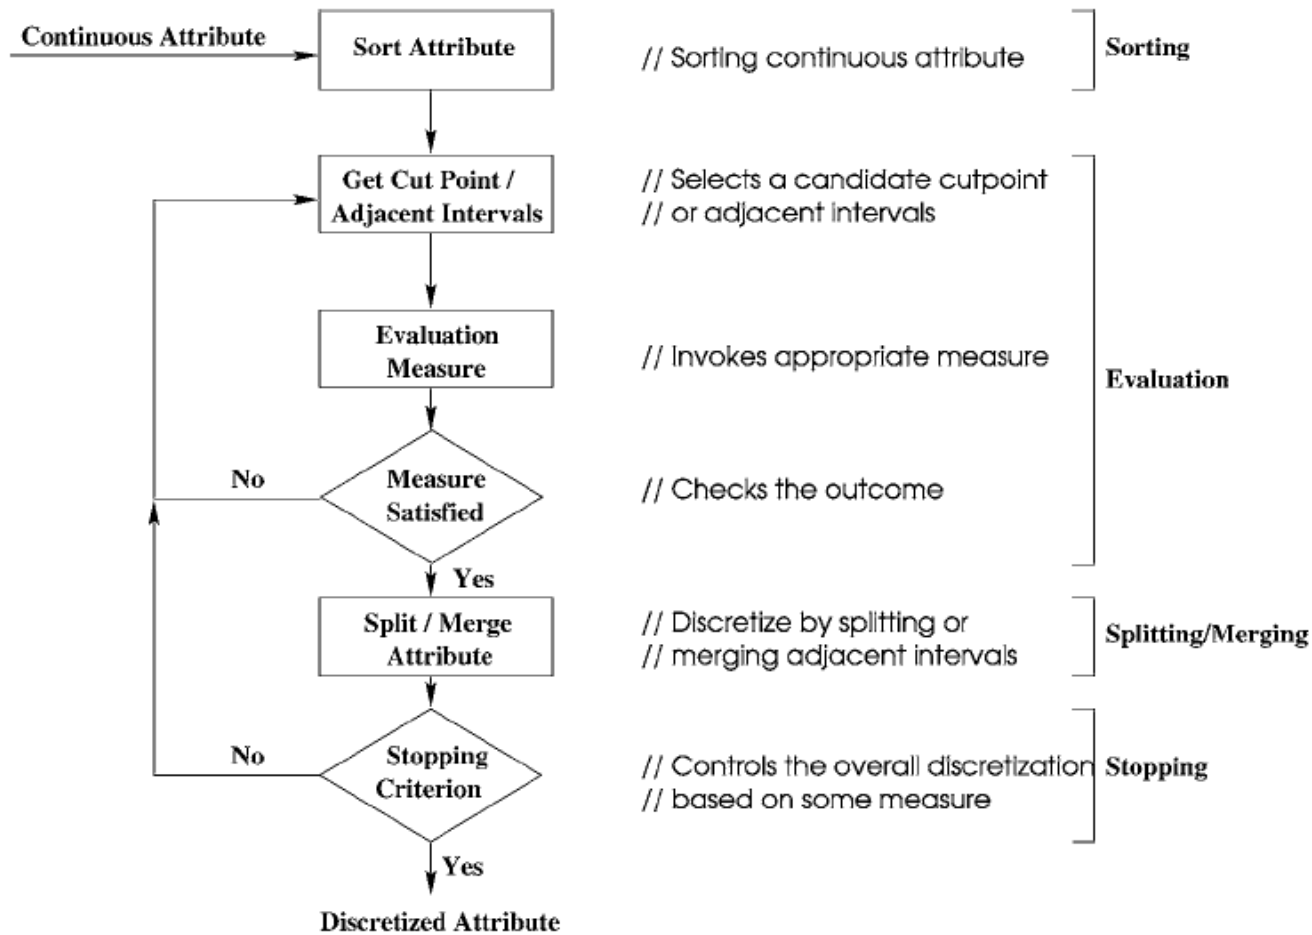 Continuous Attribute
Sort Attribute
// Sorting continuous attribute
Sorting
Get Cut Point /
Adjacent Intervals
// Selects a candidate cutpoint
// or adjacent intervals
Evaluation
Measure
// Invokes appropriate measure
Evaluation
No
Measure
Satisfied
// Checks the outcome
Yes
Split / Merge
Attribute
// Discretize by splitting or
// merging adjacent intervals
Splitting/Merging
No
Stopping
Criterion
// Controls the overall discretization
// based on some measure
Stopping
Yes
Discretized Attribute